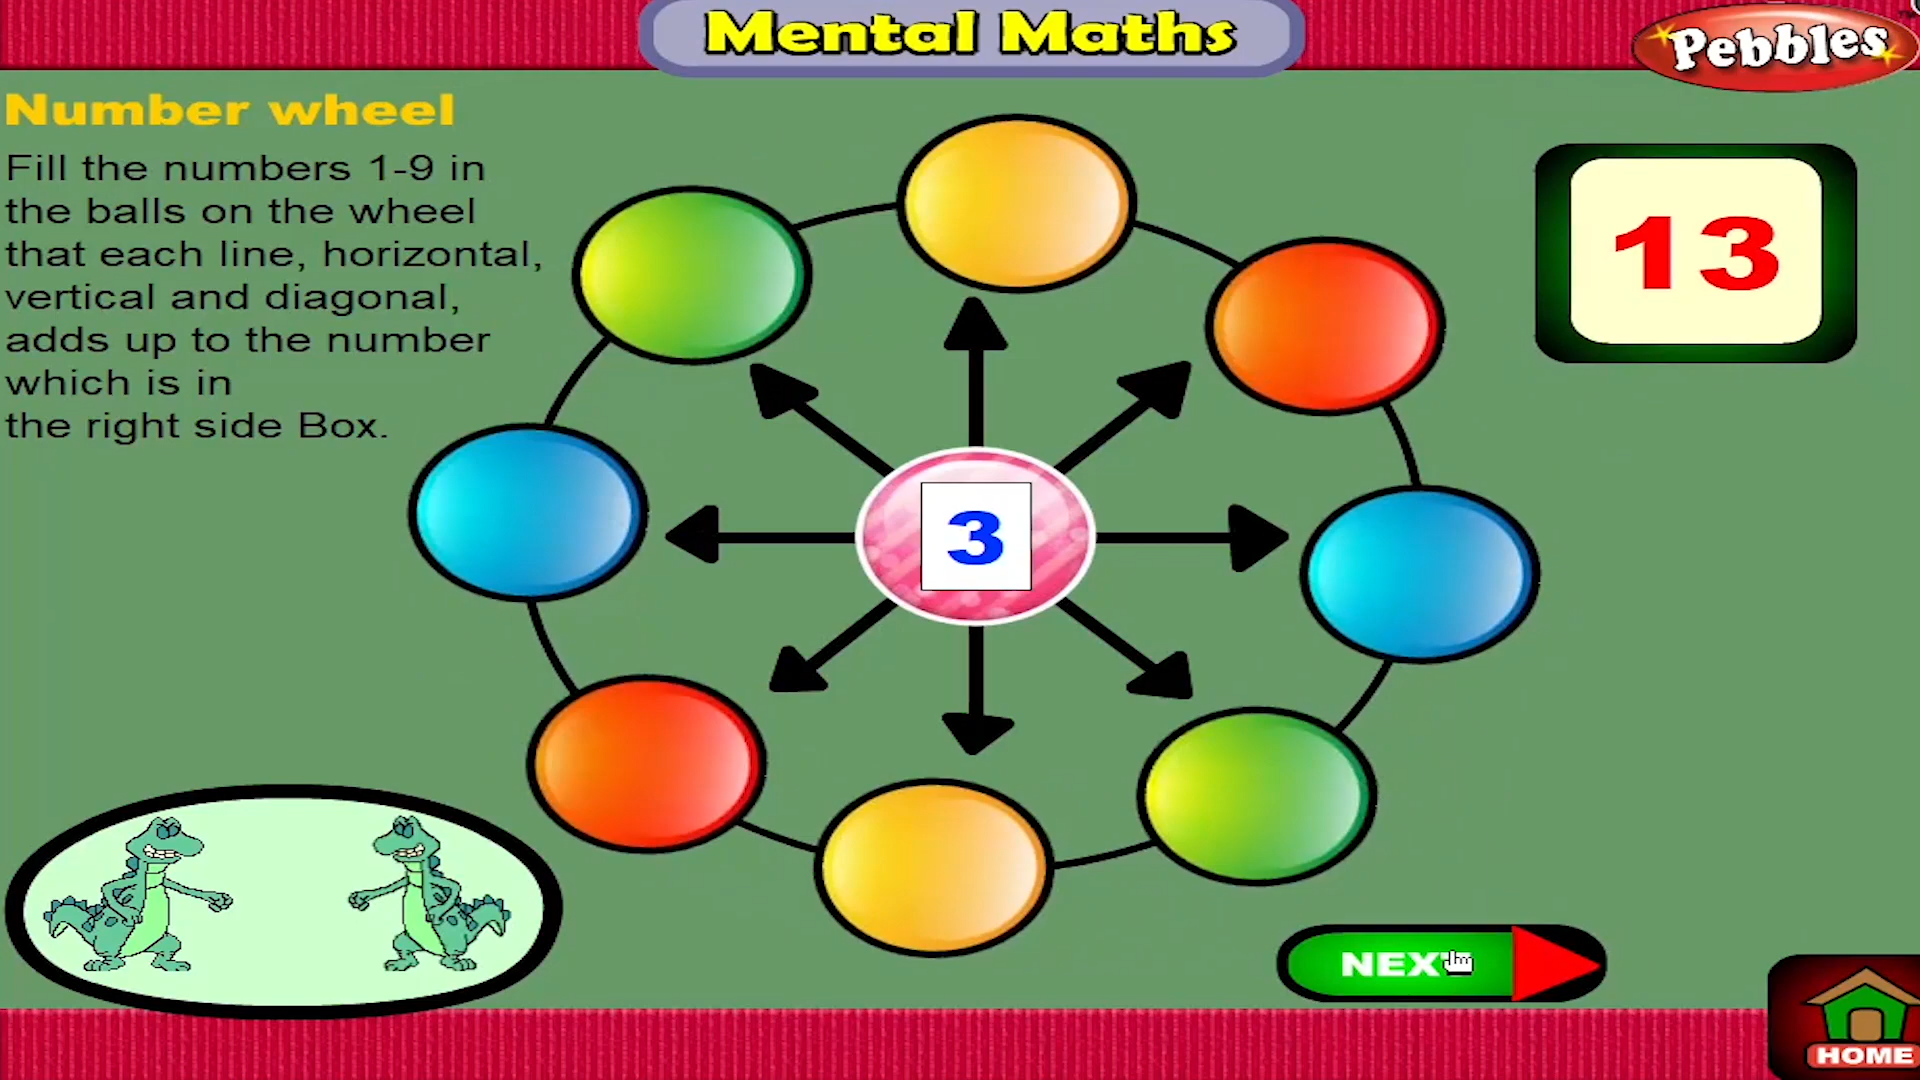 Mental Maths
Pebbles
Number wheel
Fill the numbers 1-9 in
the balls on the wheel
that each line, horizontal,
vertical and diagonal,
adds up to the number
which is in
the right side Box.
13
3
NEX
HOME